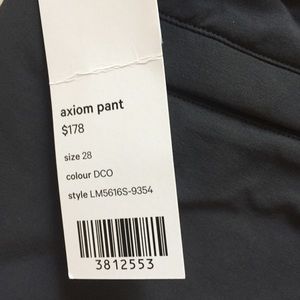 axiom pant
$178
size 28
colour DCO
style LM5616S-9354
3812553